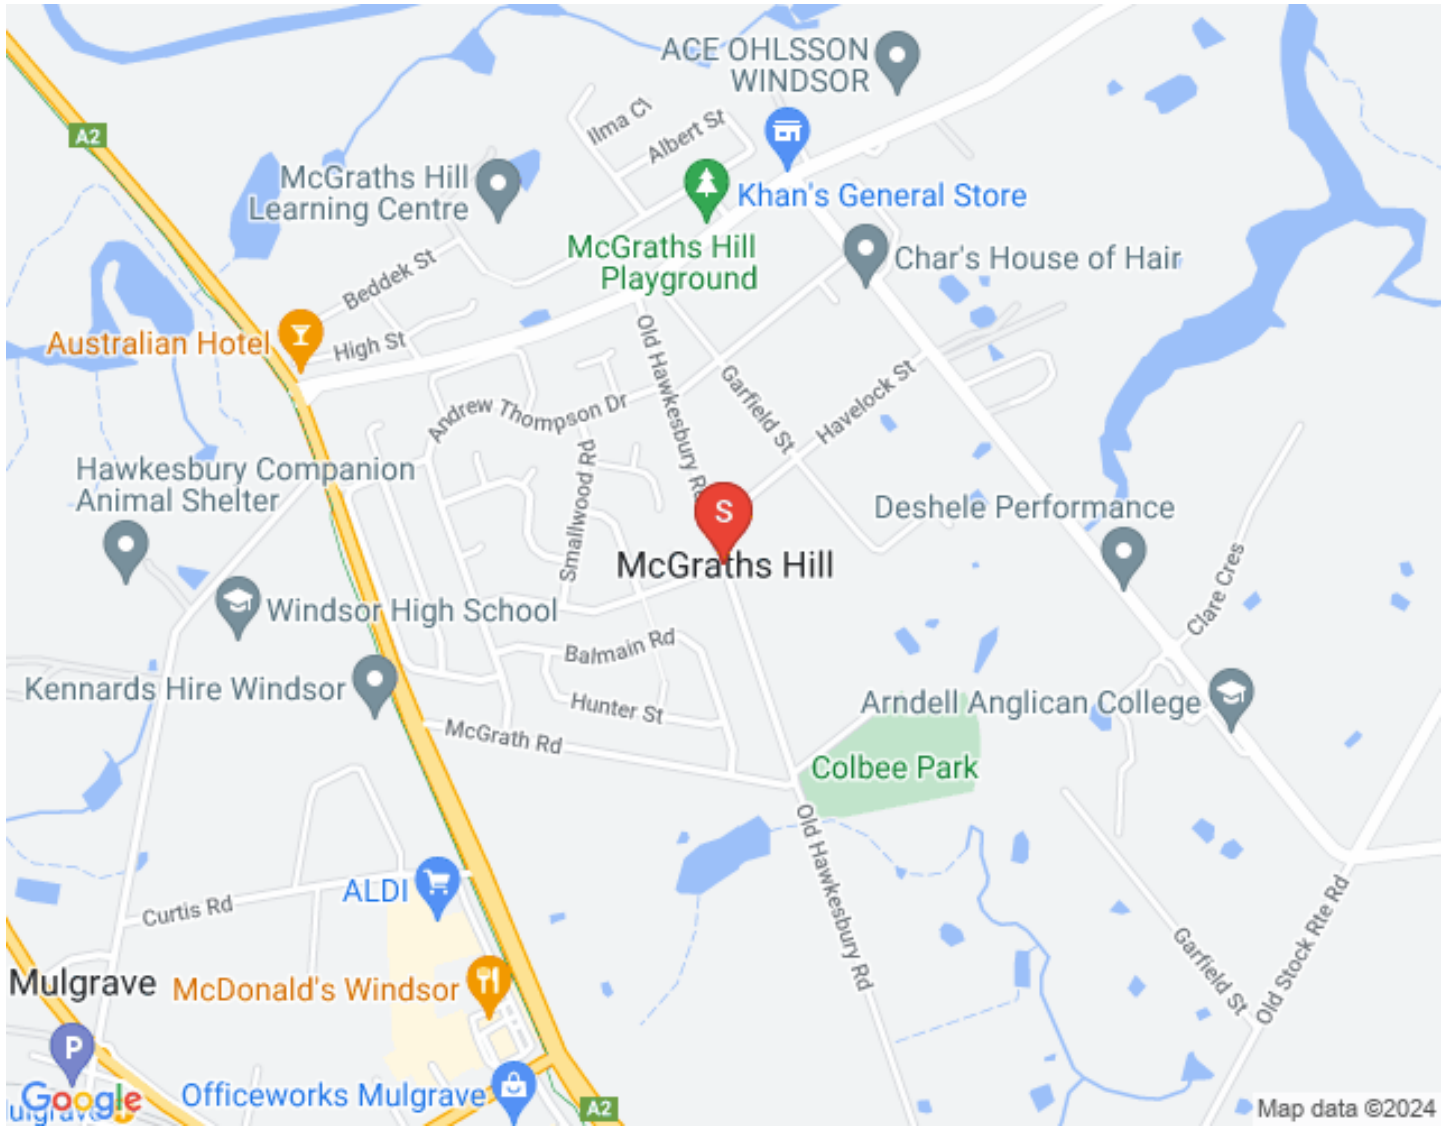 ACE OHLSSON
WINDSOR
A2
Ilma Ct
Albert St
McGraths Hill
Learning Centre
Khan's General Store
McGraths Hill
Playground
Char's House of Hair
Beddek St
High St
Australian Hotel
Old Hawkesbury Rd
Garfield St
Havelock St
Andrew Thompson Dr
Smallwood Rd
Hawkesbury Companion
Animal Shelter
S
Deshele Performance
McGraths Hill
Clare Cres
Windsor High School
Balmain Rd
Kennards Hire Windsor
Hunter St
Arndell Anglican College
McGrath Rd
Colbee Park
Old Hawkesbury Rd
ALDI
Curtis Rd
Garfield St
Old Stock Rte Rd
Mulgrave
McDonald's Windsor
P
Officeworks Mulgrave
A2
Google
Map data ©2024